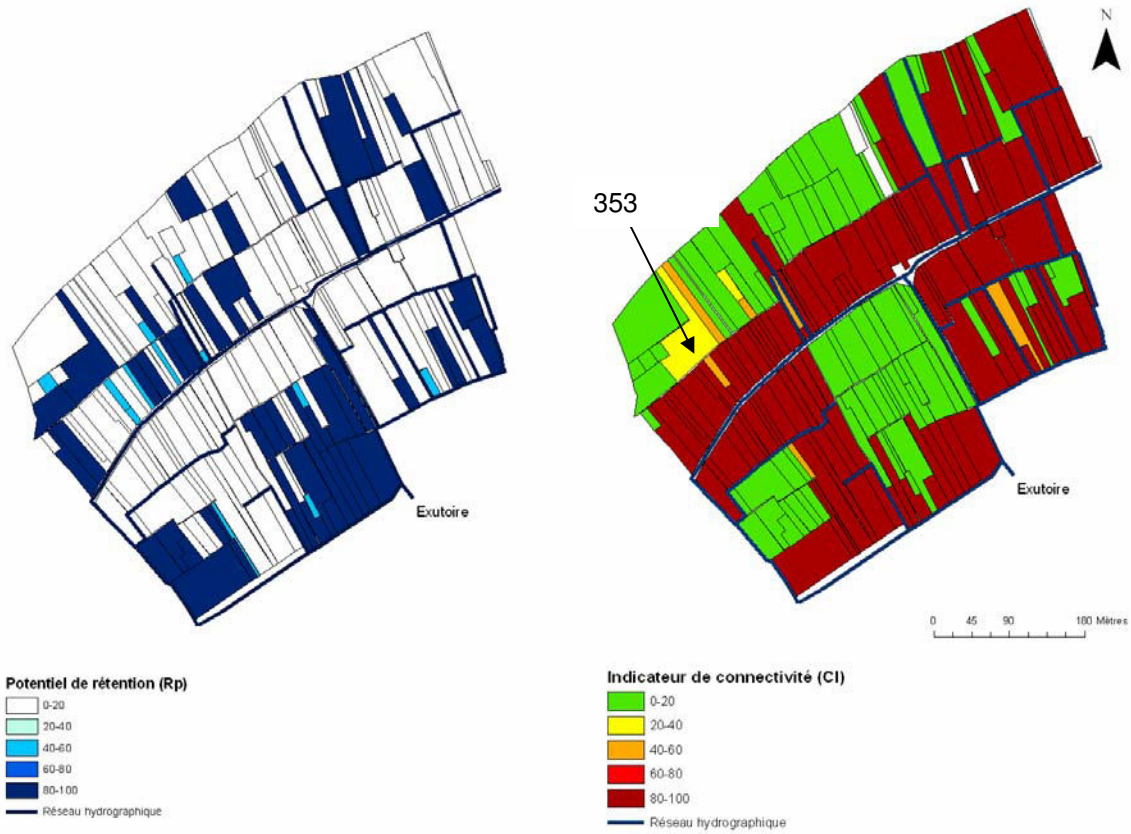 N
353
Exutoire
Exutoire
0 45 90 180 Mètres
Potentiel de rétention (Rp)
0-20
20-40
40-60
60-80
80-100
Réseau hydrographique
Indicateur de connectivité (CI)
0-20
20-40
40-60
60-80
80-100
Réseau hydrographique